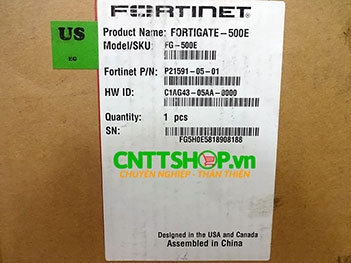 FORTINET
US
EG
Product Name: FORTIGATE-500E
Model/SKU: FG-500E
Fortinet P/N: P21591-05-01
HW ID: C1AG43-05AA-0000
Quantity: 1 pcs
SN: FG5H0E5818908188
CNTTSHOP.vn
CHUYÊN NGHIỆP - THÂN THIỆN
Designed in the USA and Canada
Assembled in China